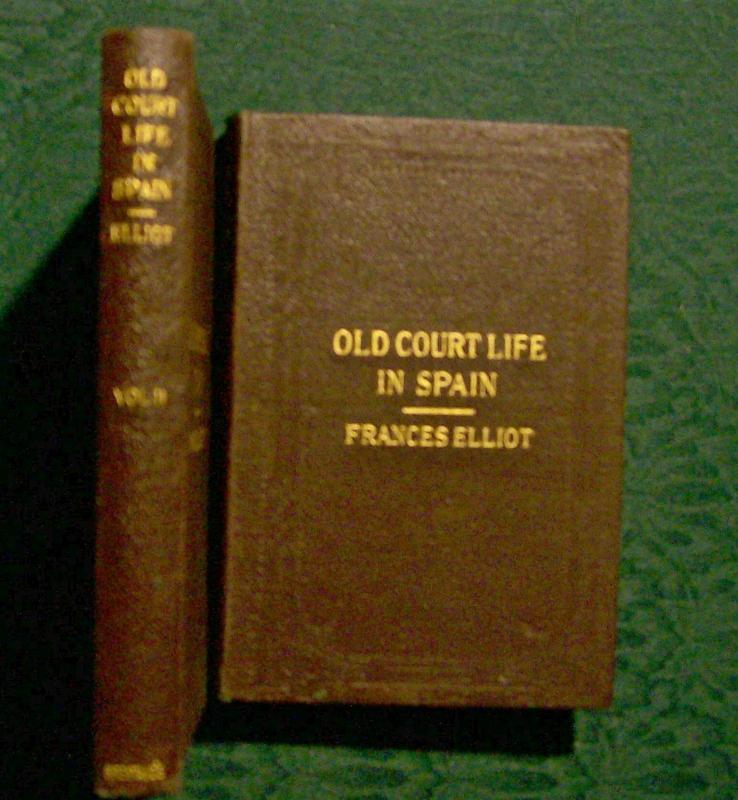 OLD
COURT
LIFE
IN
SPAIN
ELLIOT
VOL II
OLD COURT LIFE
IN SPAIN
FRANCES ELLIOT